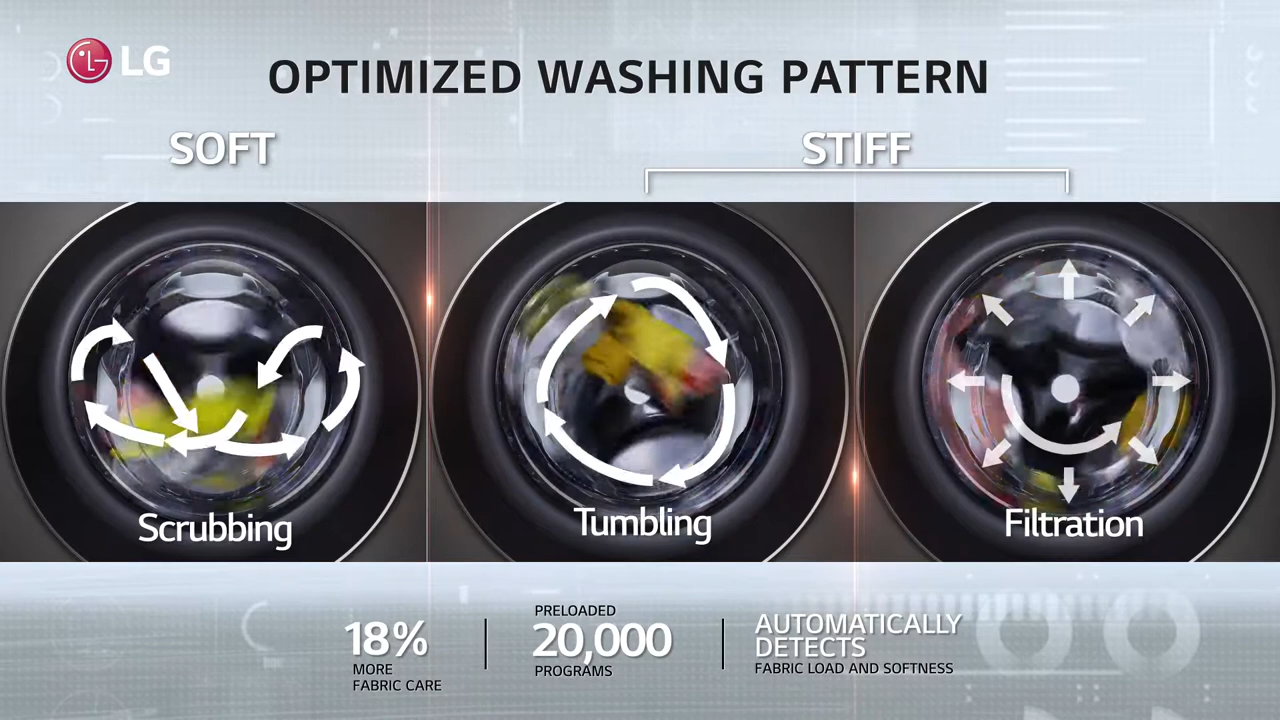 LG
OPTIMIZED WASHING PATTERN
SOFT
STIFF
Scrubbing
Tumbling
Filtration
18%
MORE
FABRIC CARE
PRELOADED
20,000
PROGRAMS
AUTOMATICALLY
DETECTS
FABRIC LOAD AND SOFTNESS